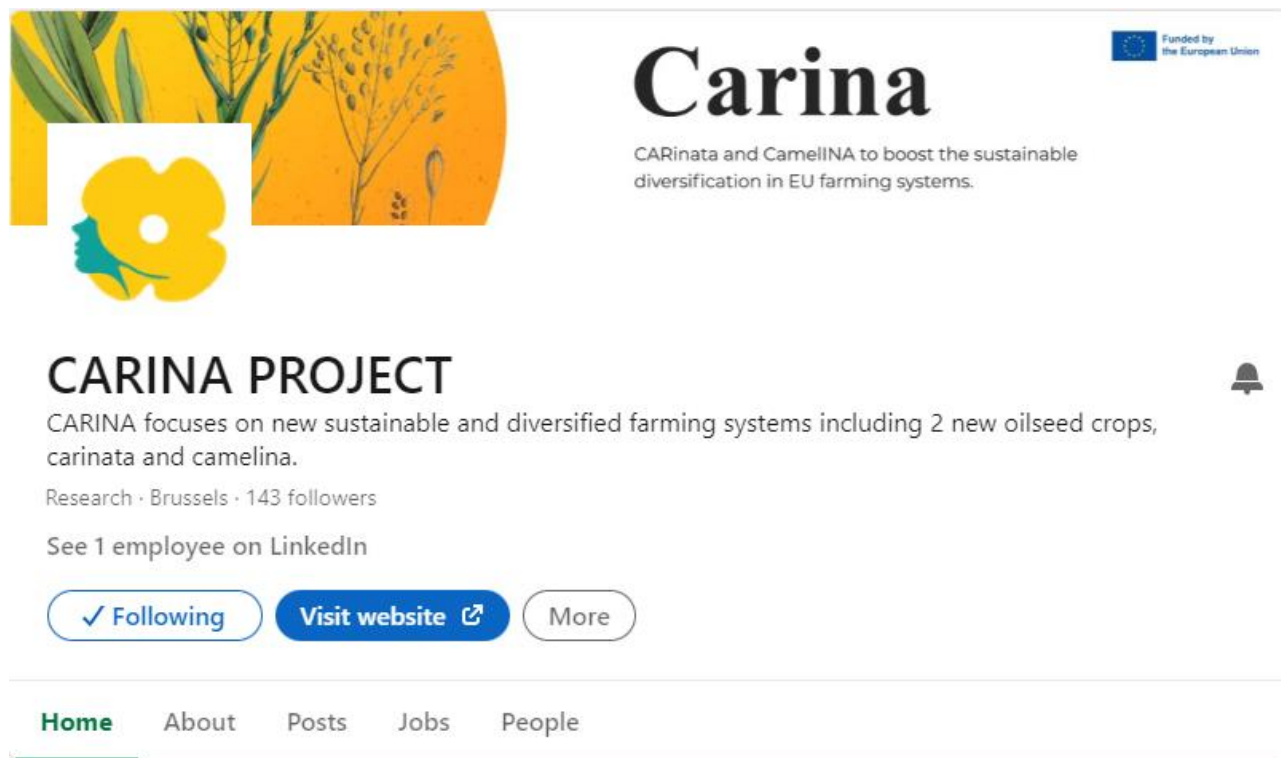 Carina
Funded by
the European Union
CARinata and CamelINA to boost the sustainable
diversification in EU farming systems.
CARINA PROJECT
CARINA focuses on new sustainable and diversified farming systems including 2 new oilseed crops,
carinata and camelina.
Research · Brussels · 143 followers
See 1 employee on LinkedIn
✓ Following Visit website More
Home About Posts Jobs People